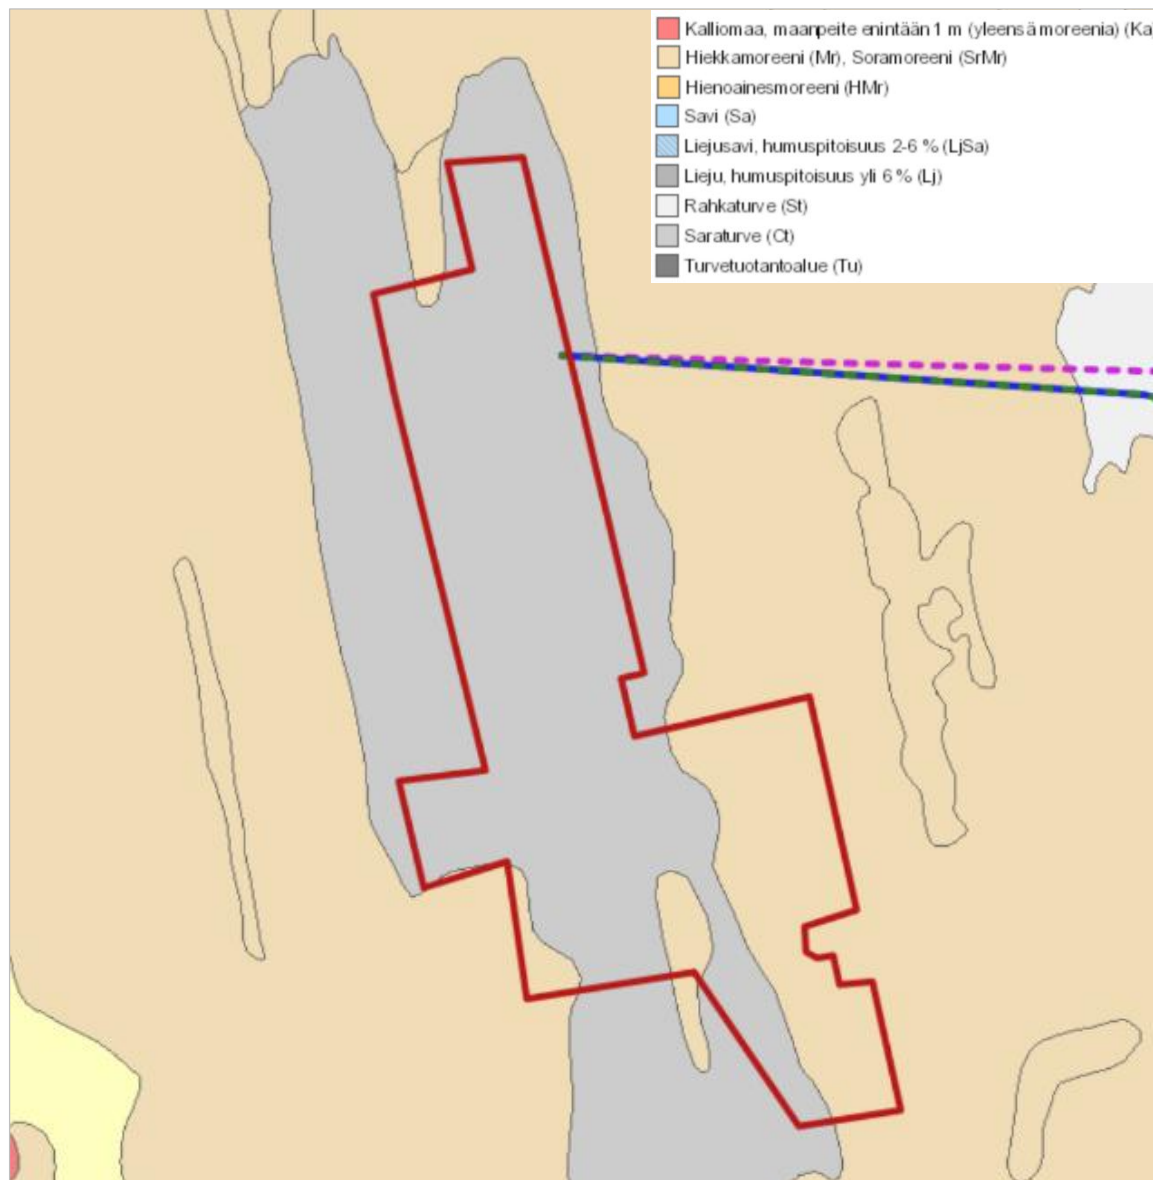 Kalliomaa, maanpeite enintään 1 m (yleensä moreenia) (Ka)
Hiekkamoreeni (Mr), Soramoreeni (SrMr)
Hienoainesmoreeni (HMr)
Savi (Sa)
Liejusavi, humuspitoisuus 2-6 % (LjSa)
Lieju, humuspitoisuus yli 6 % (Lj)
Rahkaturve (St)
Saraturve (Ct)
Turvetuotantoalue (Tu)